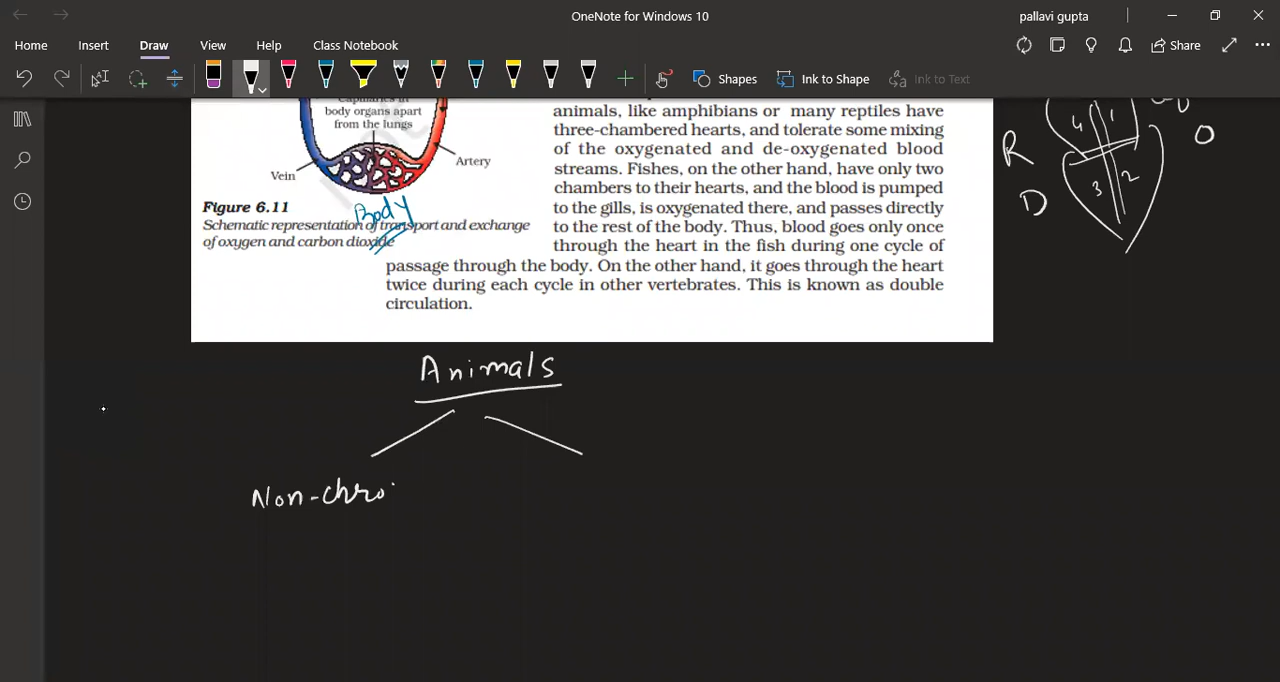 OneNote for Windows 10
pallavi gupta
Home Insert Draw View Help Class Notebook
Share
Shapes
Ink to Shape
Ink to Text
Capillaries in
body organs apart
from the lungs
Artery
Vein
Body
Figure 6.11
Schematic representation of transport and exchange
of oxygen and carbon dioxide
animals, like amphibians or many reptiles have
three-chambered hearts, and tolerate some mixing
of the oxygenated and de-oxygenated blood
streams. Fishes, on the other hand, have only two
chambers to their hearts, and the blood is pumped
to the gills, is oxygenated there, and passes directly
to the rest of the body. Thus, blood goes only once
through the heart in the fish during one cycle of
passage through the body. On the other hand, it goes through the heart
twice during each cycle in other vertebrates. This is known as double
circulation.
4 1
R
O
3 2
D
Animals
Non-chro